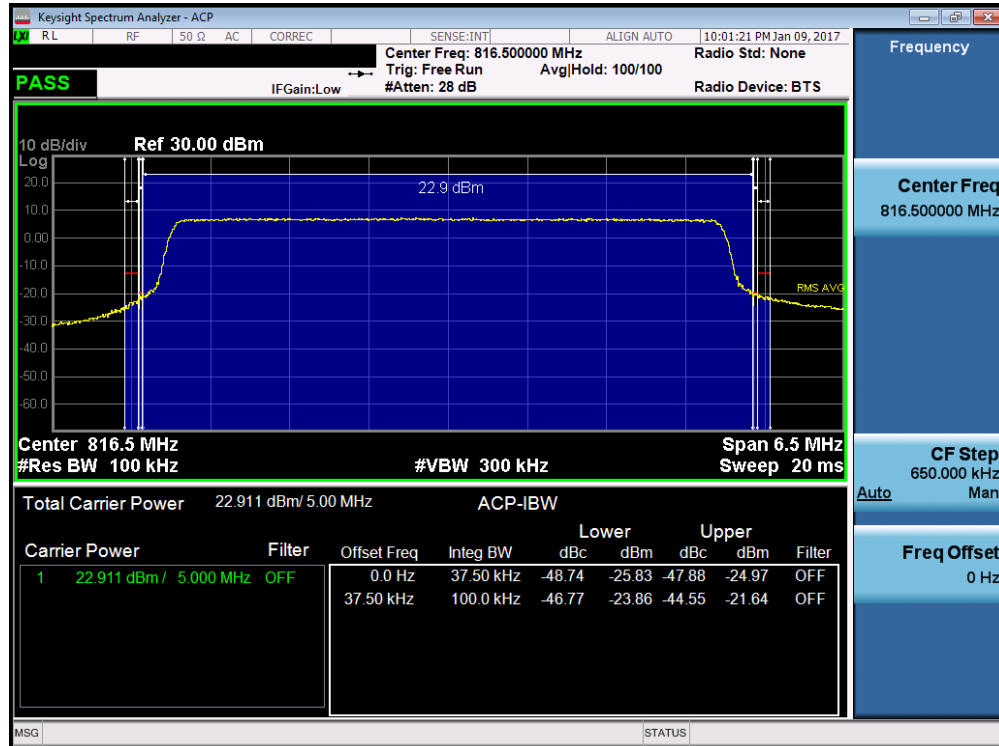 Keysight Spectrum Analyzer - ACP
LXI RL RF 50 Ω AC CORREC SENSE:INT ALIGN AUTO 10:01:21 PM Jan 09, 2017
Center Freq: 816.500000 MHz Radio Std: None
Trig: Free Run Avg|Hold: 100/100
PASS IFGain:Low #Atten: 28 dB Radio Device: BTS
10 dB/div Ref 30.00 dBm
Log
20.0
10.0
0.00
-10.0
-20.0
-30.0
-40.0
-50.0
-60.0
22.9 dBm
RMS AVG
Center 816.5 MHz Span 6.5 MHz
#Res BW 100 kHz #VBW 300 kHz Sweep 20 ms
Total Carrier Power 22.911 dBm/ 5.00 MHz ACP-IBW
Lower Upper
Carrier Power Filter Offset Freq Integ BW dBc dBm dBc dBm Filter
1 22.911 dBm / 5.000 MHz OFF 0.0 Hz 37.50 kHz -48.74 -25.83 -47.88 -24.97 OFF
37.50 kHz 100.0 kHz -46.77 -23.86 -44.55 -21.64 OFF
MSG STATUS
Frequency
Center Freq
816.500000 MHz
CF Step
650.000 kHz
Auto Man
Freq Offset
0 Hz